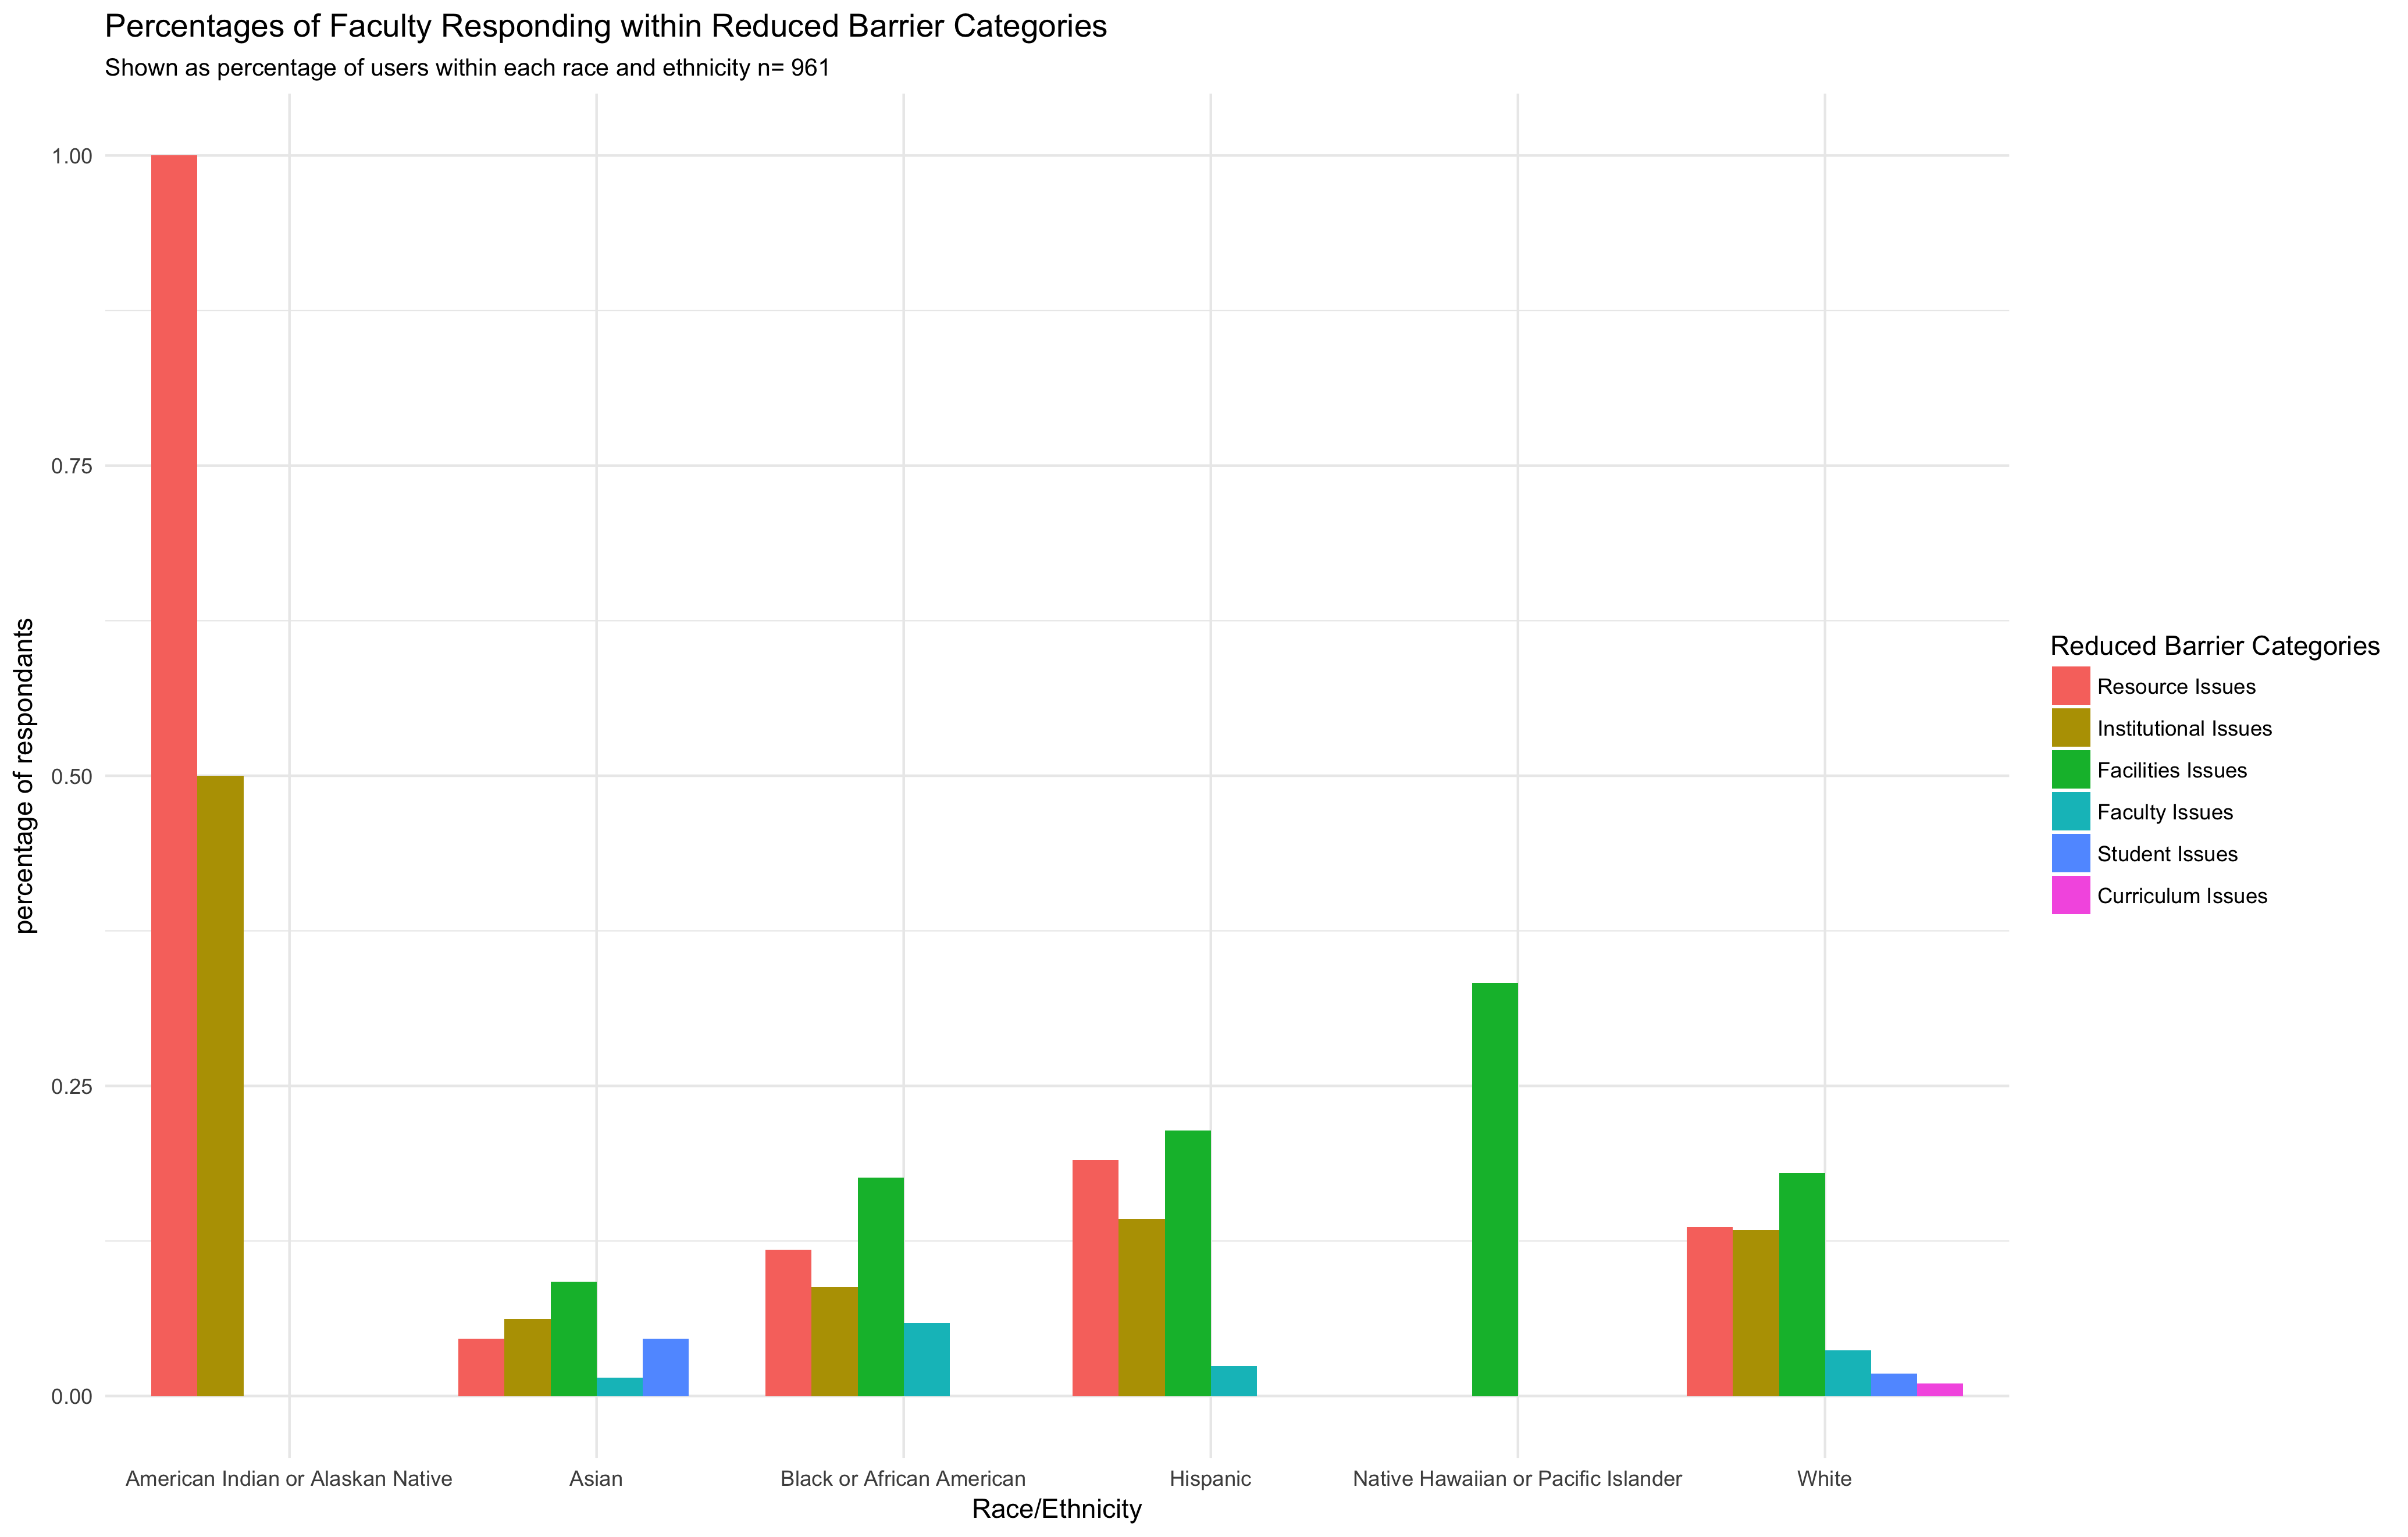 Percentages of Faculty Responding within Reduced Barrier Categories
Shown as percentage of users within each race and ethnicity n= 961
percentage of respondants
1.00
0.75
0.50
0.25
0.00
American Indian or Alaskan Native
Asian
Black or African American
Hispanic
Native Hawaiian or Pacific Islander
White
Race/Ethnicity
Reduced Barrier Categories
Resource Issues
Institutional Issues
Facilities Issues
Faculty Issues
Student Issues
Curriculum Issues